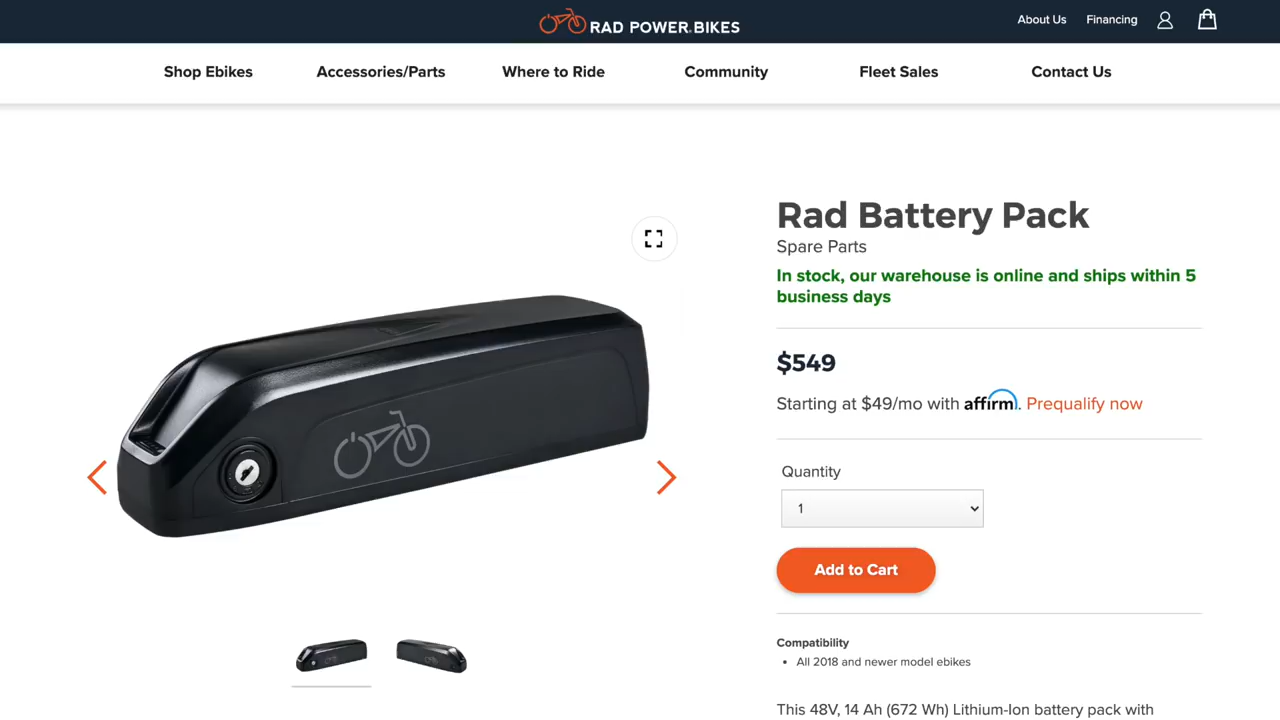 RAD POWER BIKES
About Us
Financing
Shop Ebikes
Accessories/Parts
Where to Ride
Community
Fleet Sales
Contact Us
Rad Battery Pack
Spare Parts
In stock, our warehouse is online and ships within 5
business days
$549
Starting at $49/mo with affirm. Prequalify now
Quantity
1
Add to Cart
Compatibility
• All 2018 and newer model ebikes
This 48V, 14 Ah (672 Wh) Lithium-Ion battery pack with